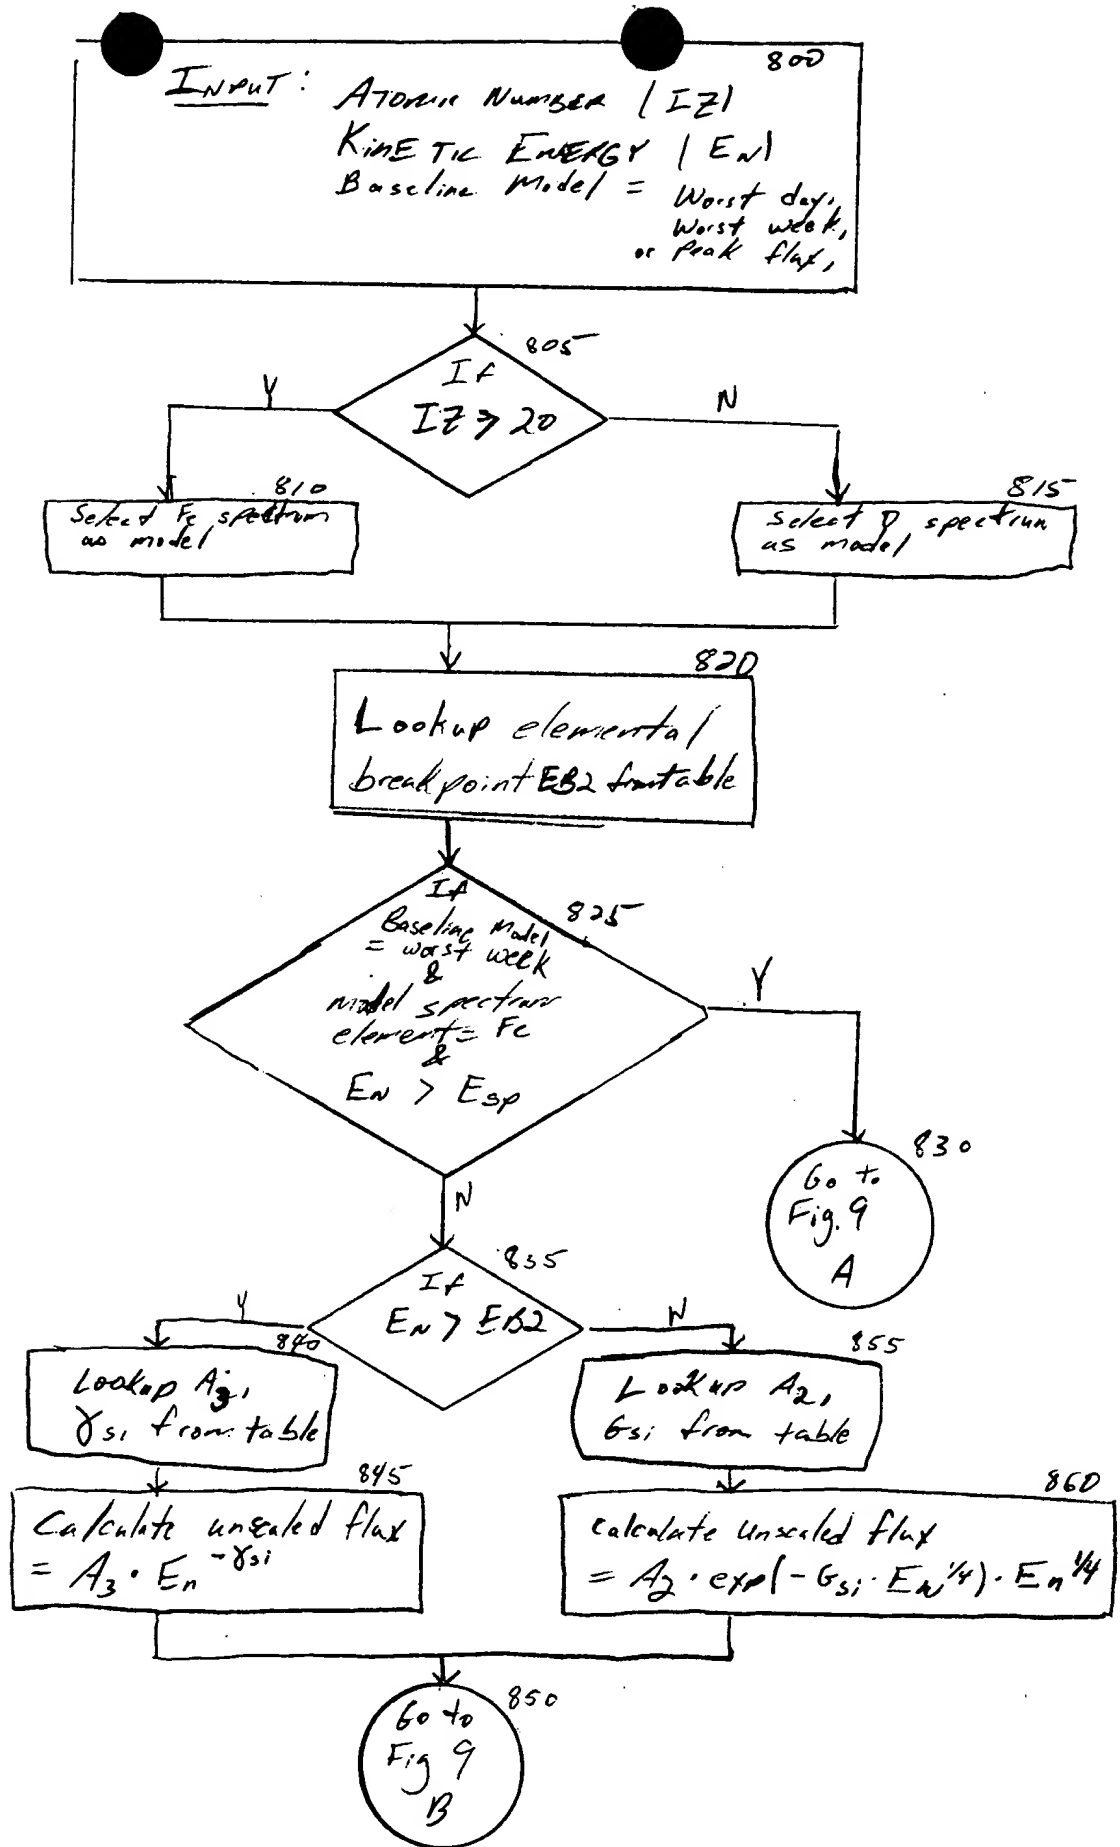 800
INPUT: ATOMIC NUMBER (IZ)
KINETIC ENERGY (EN)
Baseline Model = Worst day,
Worst week,
or Peak flux,
805
If
IZ ≥ 20
Y
N
810
Select Fe spectrum
as model
815
Select O spectrum
as model
820
Lookup elemental
breakpoint EB2 from table
825
If
Baseline Model
= worst week
&
model spectrum
element = Fe
&
EN > Esp
Y
830
Go to
Fig. 9
A
N
835
If
EN > EB2
Y
N
840
Lookup A3,
γsi from table
855
Lookup A2,
Gsi from table
845
Calculate unscaled flux
= A3 · En^-γsi
860
calculate unscaled flux
= A2 · exp(-Gsi · EN^1/4) · En^1/4
850
Go to
Fig 9
B